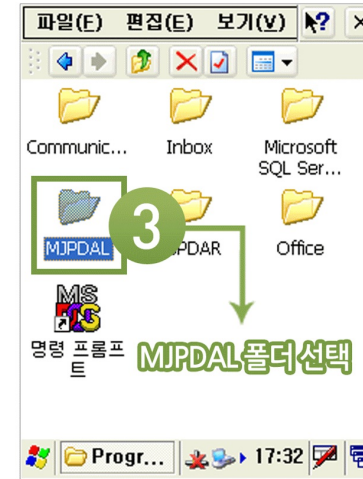 파일(F) 편집(E) 보기(V)
Communic... Inbox Microsoft
SQL Ser...
MJPDAL 3 PDAR Office
MS
명령 프롬프
트
MJPDAL 폴더 선택
Progr... 17:32